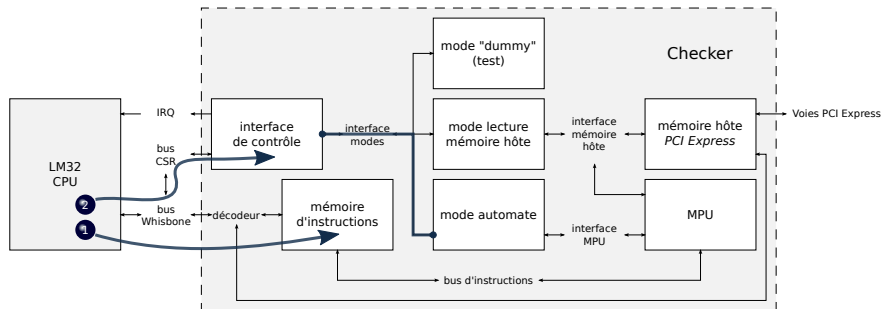 mode "dummy"
(test)
Checker
IRQ
interface
de contrôle
interface
modes
mode lecture
mémoire hôte
interface
mémoire
hôte
mémoire hôte
PCI Express
Voies PCI Express
LM32
CPU
bus
CSR
2
1
bus
Whisbone
décodeur
mémoire
d'instructions
mode automate
interface
MPU
MPU
bus d'instructions